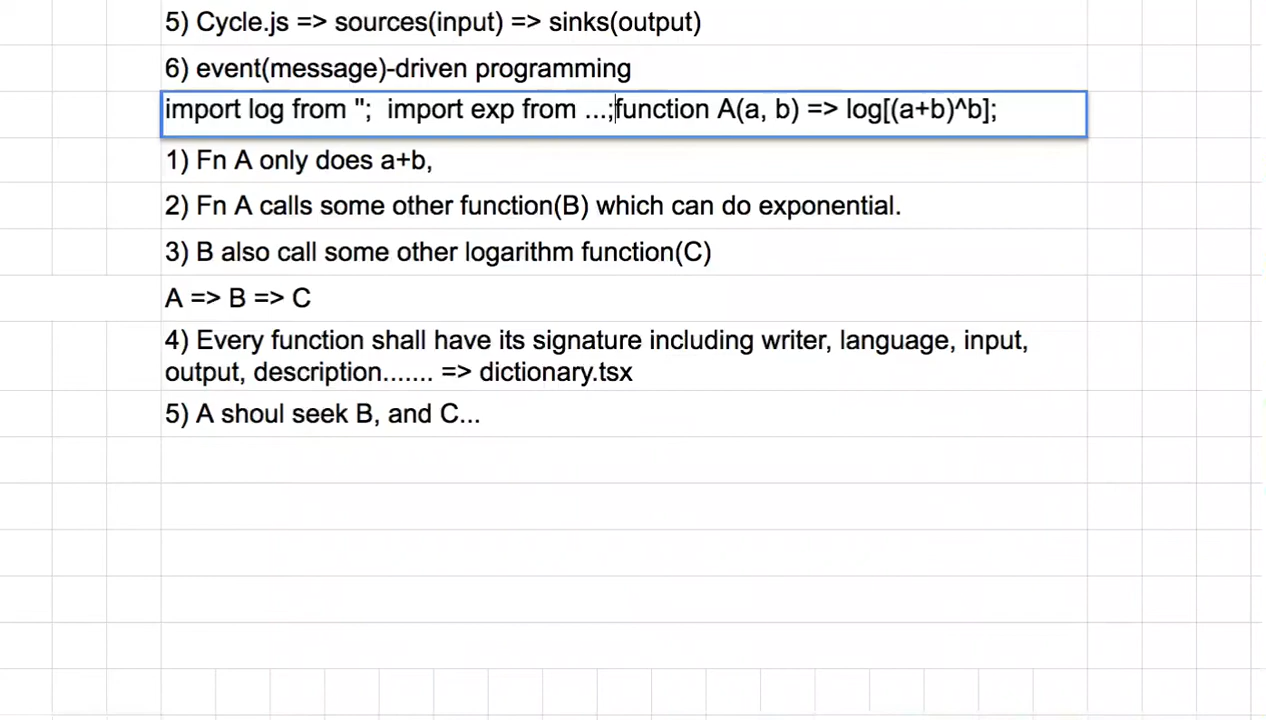 5) Cycle.js => sources(input) => sinks(output)
6) event(message)-driven programming
import log from '';  import exp from ...;function A(a, b) => log[(a+b)^b];
1) Fn A only does a+b,
2) Fn A calls some other function(B) which can do exponential.
3) B also call some other logarithm function(C)
A => B => C
4) Every function shall have its signature including writer, language, input,
output, description....... => dictionary.tsx
5) A shoul seek B, and C...